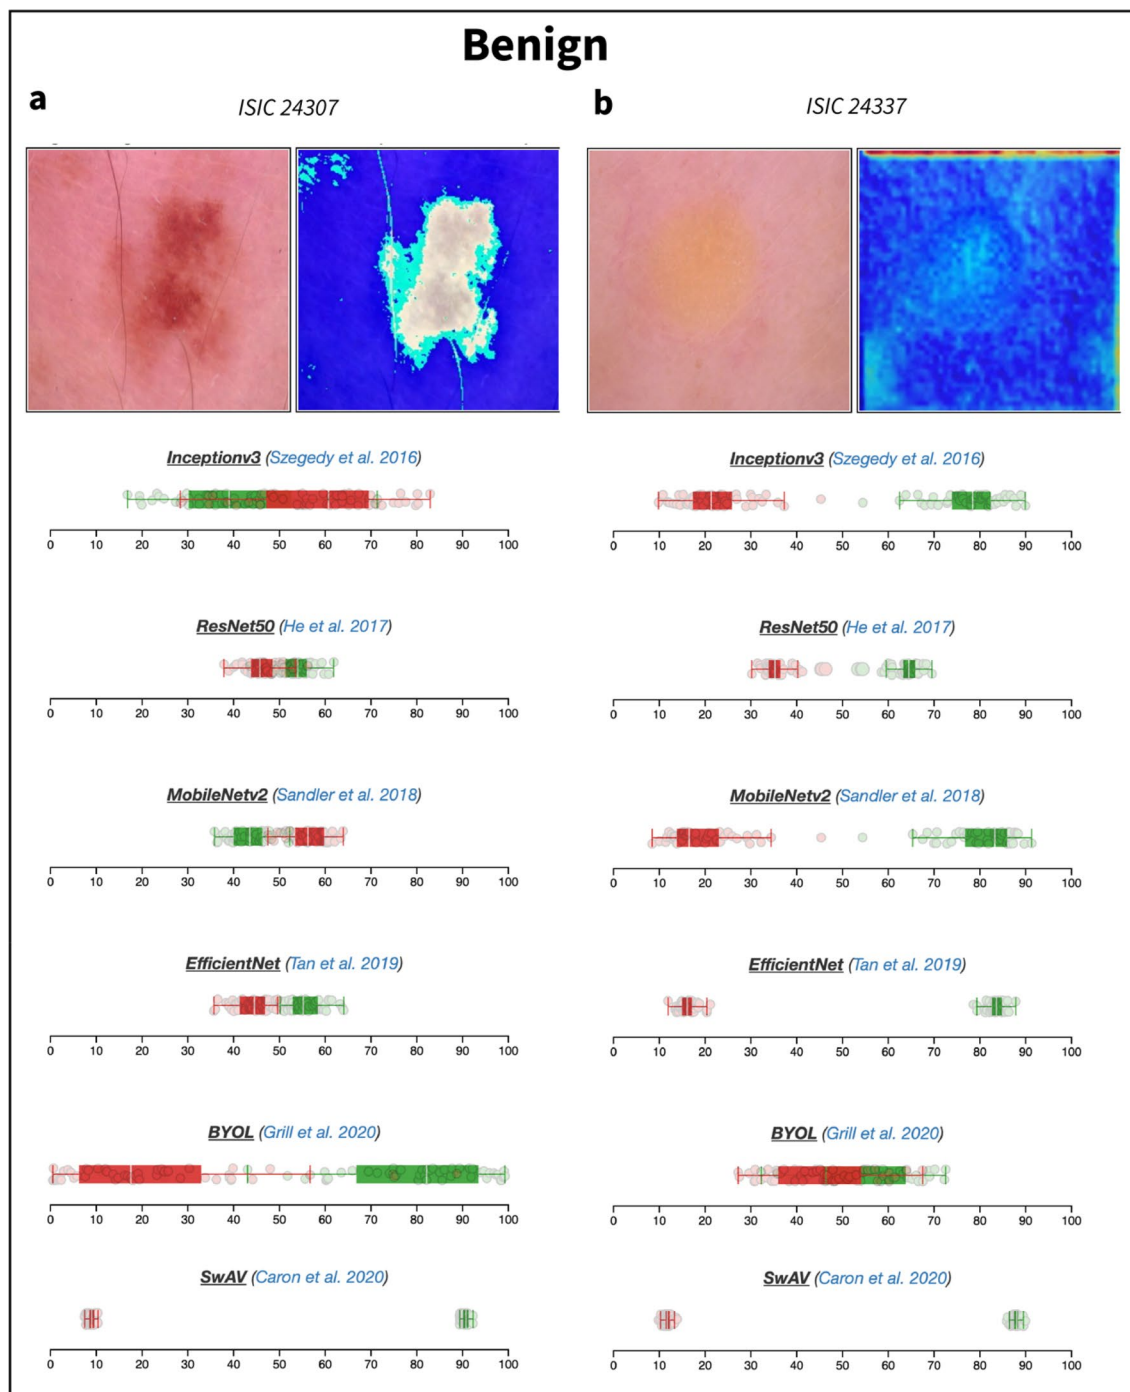 Benign
a
ISIC 24307
b
ISIC 24337
Inceptionv3 (Szegedy et al. 2016)
0 10 20 30 40 50 60 70 80 90 100
Inceptionv3 (Szegedy et al. 2016)
0 10 20 30 40 50 60 70 80 90 100
ResNet50 (He et al. 2017)
0 10 20 30 40 50 60 70 80 90 100
ResNet50 (He et al. 2017)
0 10 20 30 40 50 60 70 80 90 100
MobileNetv2 (Sandler et al. 2018)
0 10 20 30 40 50 60 70 80 90 100
MobileNetv2 (Sandler et al. 2018)
0 10 20 30 40 50 60 70 80 90 100
EfficientNet (Tan et al. 2019)
0 10 20 30 40 50 60 70 80 90 100
EfficientNet (Tan et al. 2019)
0 10 20 30 40 50 60 70 80 90 100
BYOL (Grill et al. 2020)
0 10 20 30 40 50 60 70 80 90 100
BYOL (Grill et al. 2020)
0 10 20 30 40 50 60 70 80 90 100
SwAV (Caron et al. 2020)
0 10 20 30 40 50 60 70 80 90 100
SwAV (Caron et al. 2020)
0 10 20 30 40 50 60 70 80 90 100